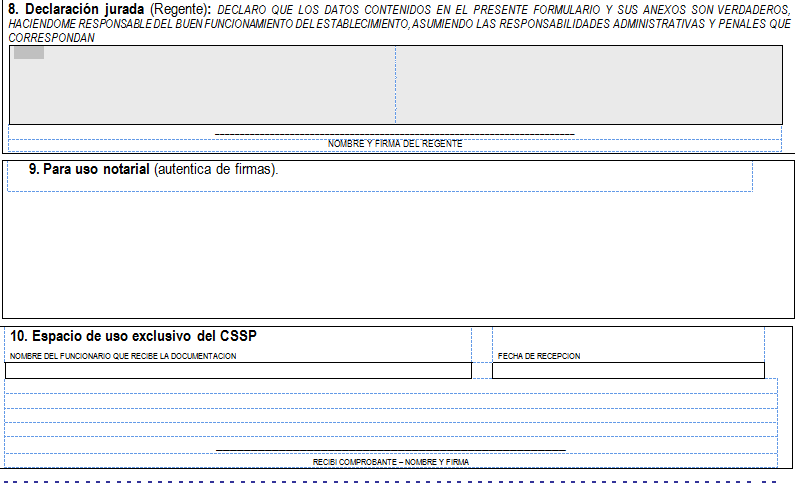 8. Declaración jurada (Regente): DECLARO QUE LOS DATOS CONTENIDOS EN EL PRESENTE FORMULARIO Y SUS ANEXOS SON VERDADEROS,
HACIENDOME RESPONSABLE DEL BUEN FUNCIONAMIENTO DEL ESTABLECIMIENTO, ASUMIENDO LAS RESPONSABILIDADES ADMINISTRATIVAS Y PENALES QUE
CORRESPONDAN
NOMBRE Y FIRMA DEL REGENTE
9. Para uso notarial (autentica de firmas).
10. Espacio de uso exclusivo del CSSP
NOMBRE DEL FUNCIONARIO QUE RECIBE LA DOCUMENTACION
FECHA DE RECEPCION
RECIBI COMPROBANTE – NOMBRE Y FIRMA